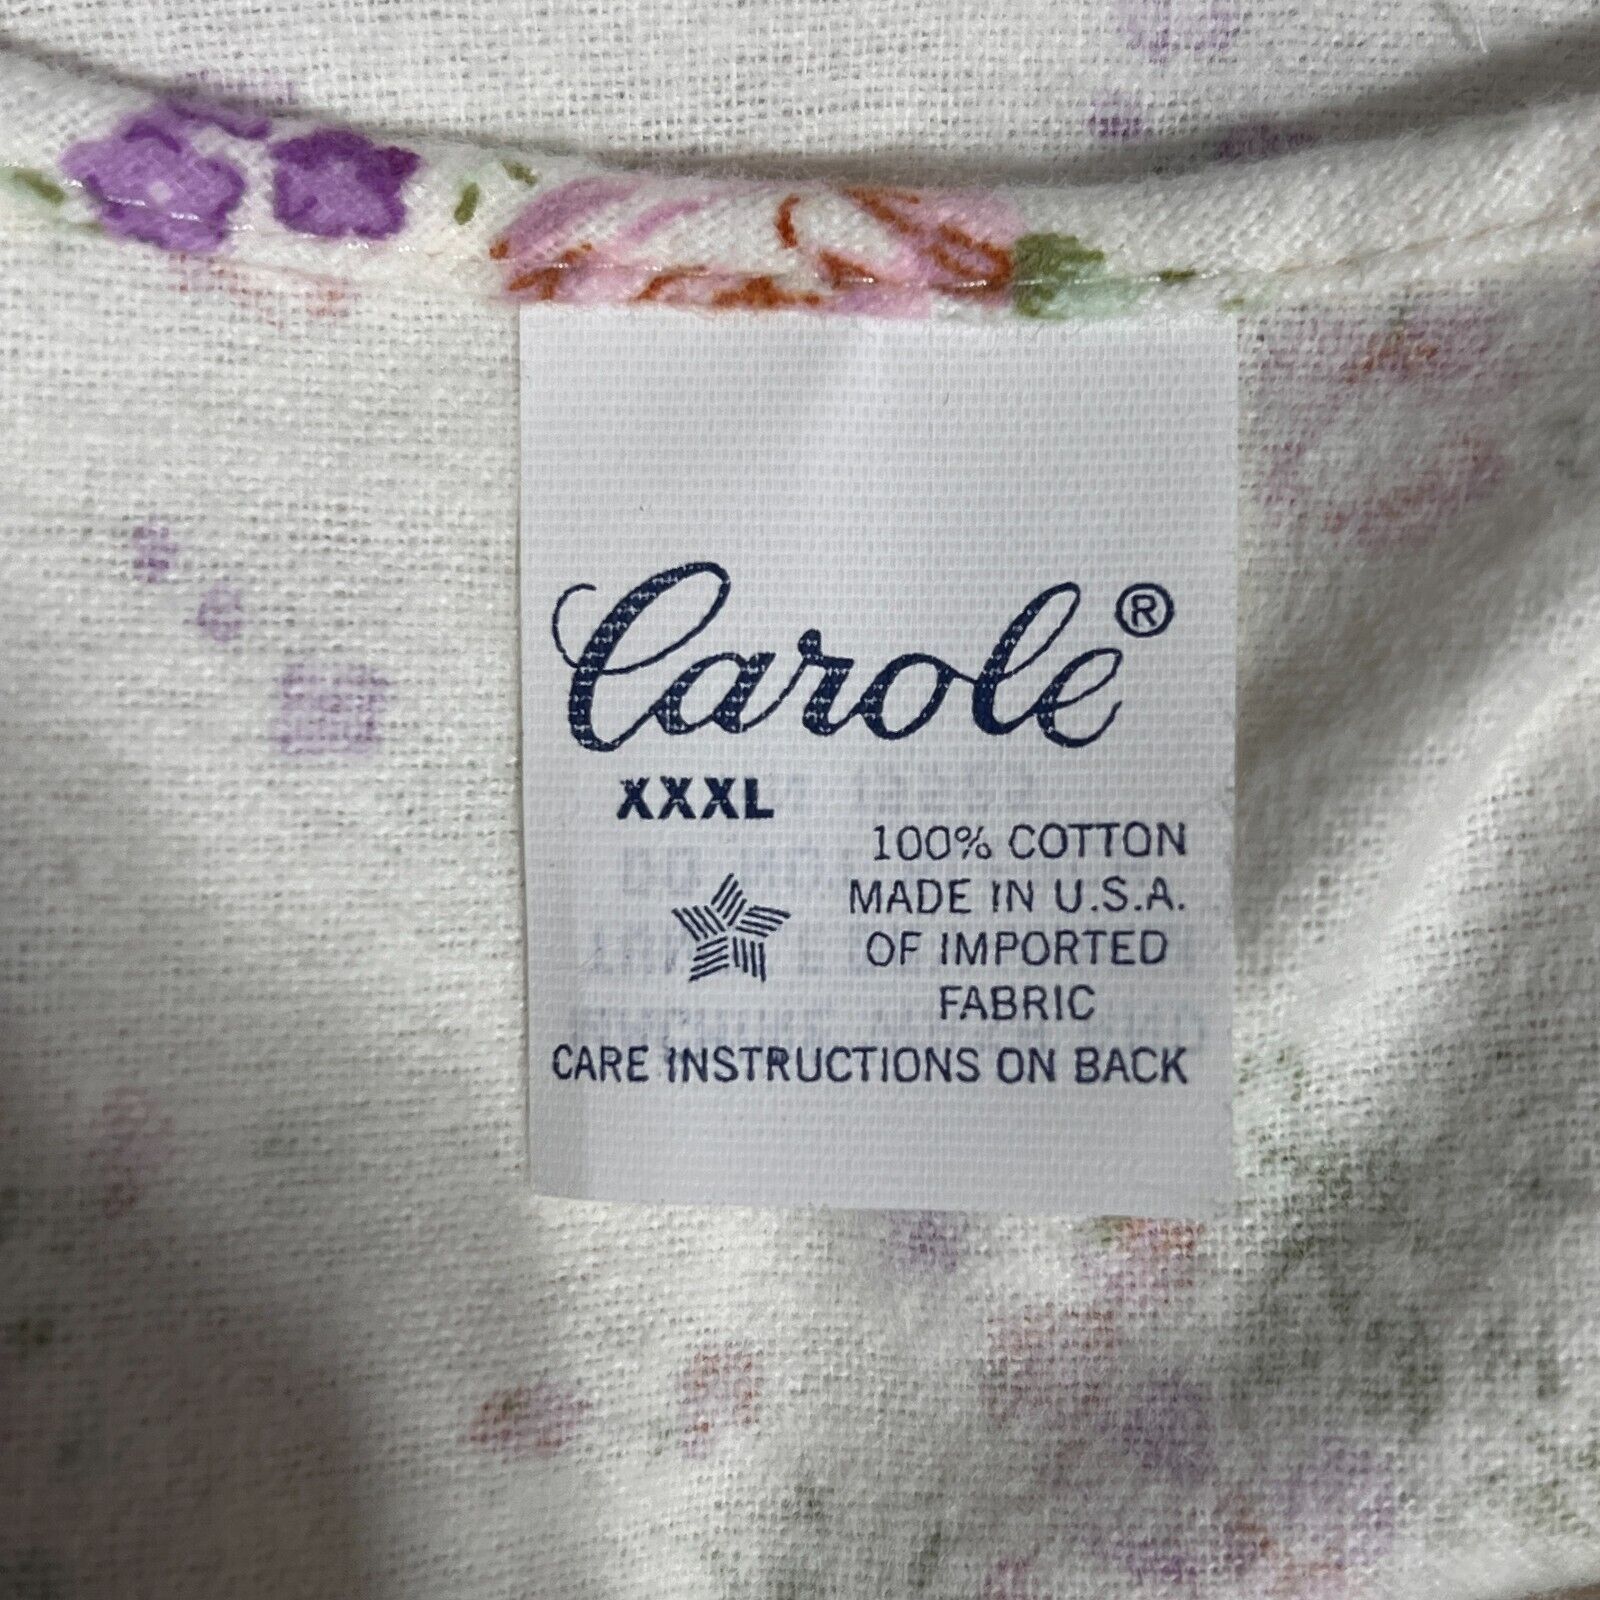 Carole®
XXXL
100% COTTON
MADE IN U.S.A.
OF IMPORTED
FABRIC
CARE INSTRUCTIONS ON BACK